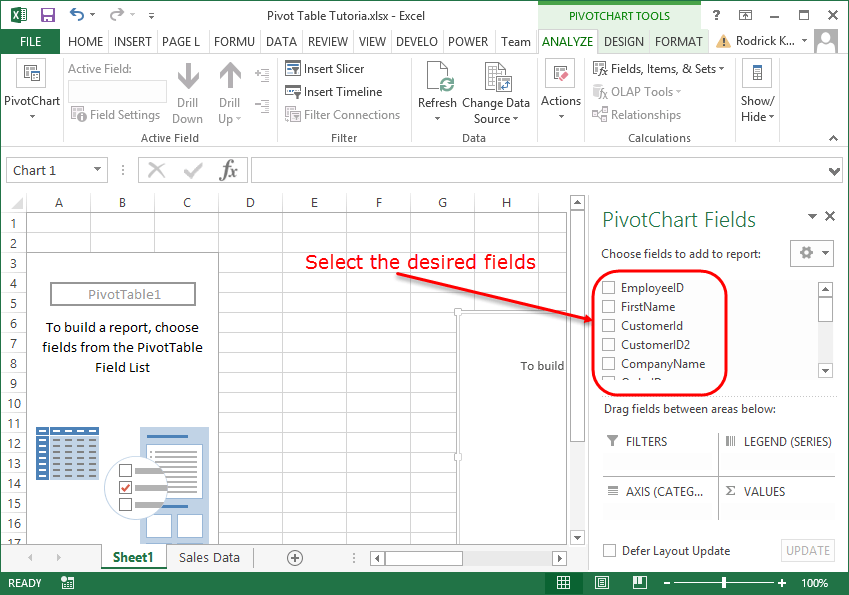 Pivot Table Tutoria.xlsx - Excel
PIVOTCHART TOOLS
?
FILE HOME INSERT PAGE L FORMU DATA REVIEW VIEW DEVELO POWER Team ANALYZE DESIGN FORMAT Rodrick K...
PivotChart
Active Field:
Field Settings
Drill
Down
Drill
Up
Active Field
Insert Slicer
Insert Timeline
Filter Connections
Filter
Refresh
Change Data
Source
Data
Actions
Fields, Items, & Sets
OLAP Tools
Relationships
Calculations
Show/
Hide
Chart 1
fx
A B C D E F G H
1
2
3
4
5
6
7
8
9
10
11
12
13
14
15
16
17
PivotTable1
To build a report, choose
fields from the PivotTable
Field List
Select the desired fields
To build
PivotChart Fields
Choose fields to add to report:
EmployeeID
FirstName
CustomerId
CustomerID2
CompanyName
Drag fields between areas below:
FILTERS
LEGEND (SERIES)
AXIS (CATEG...
Σ VALUES
Defer Layout Update
UPDATE
Sheet1 Sales Data
READY
100%